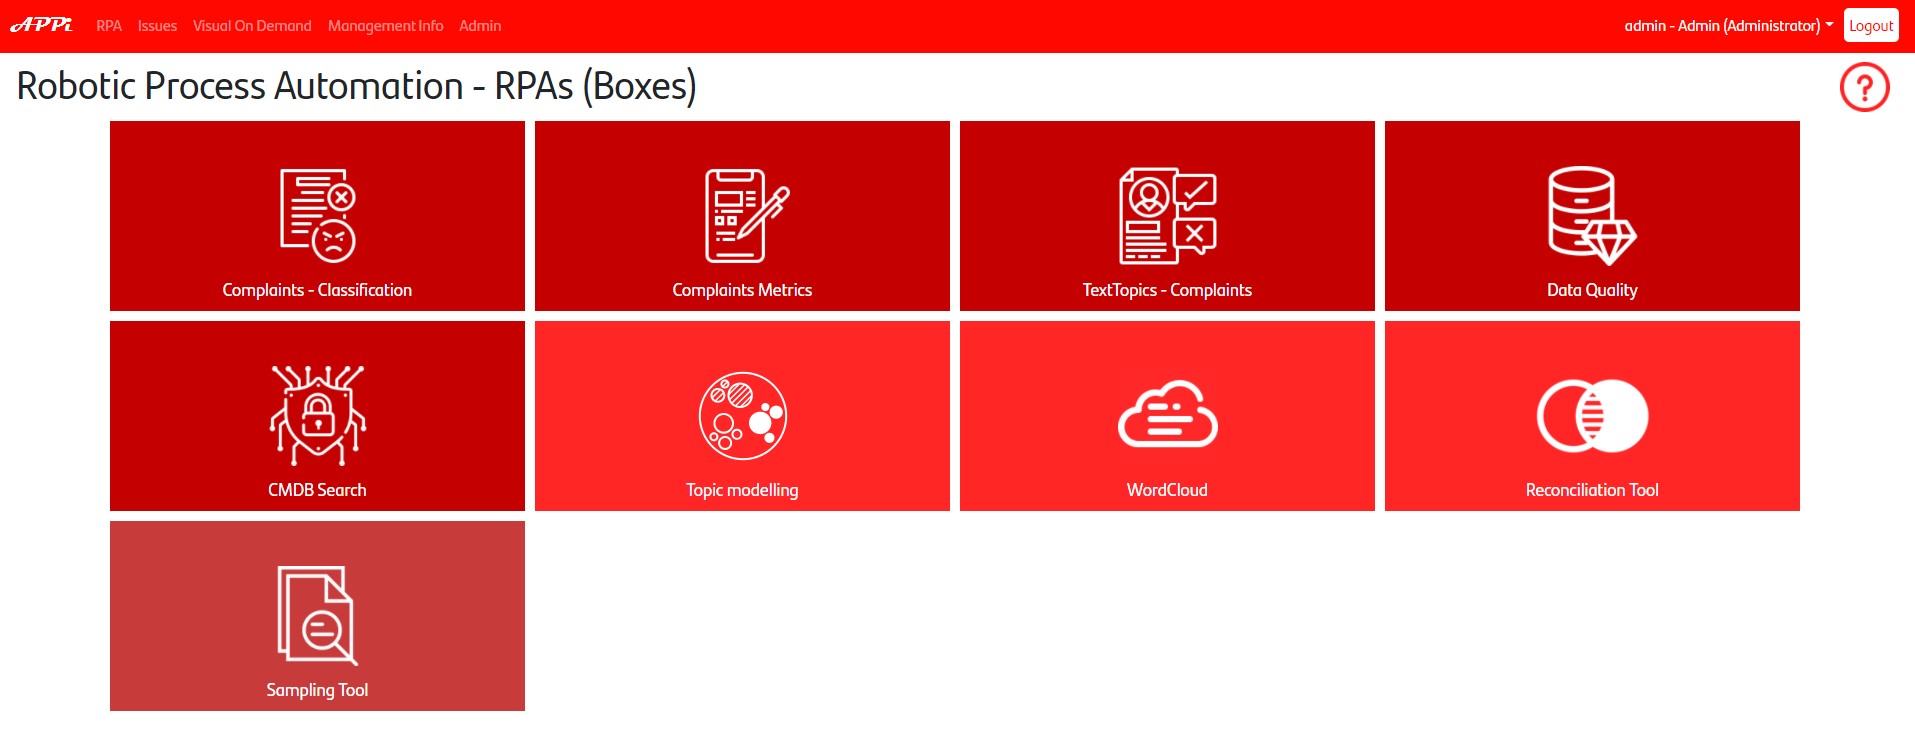 APPi RPA Issues Visual On Demand Management Info Admin admin - Admin (Administrator) Logout
Robotic Process Automation - RPAs (Boxes) ?
Complaints - Classification
Complaints Metrics
TextTopics - Complaints
Data Quality
CMDB Search
Topic modelling
WordCloud
Reconciliation Tool
Sampling Tool